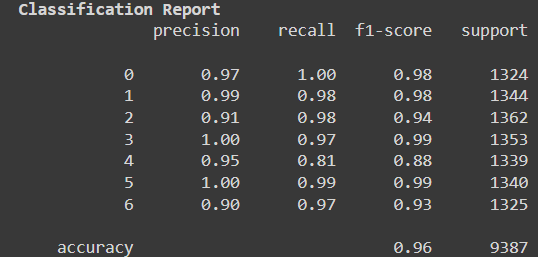 Classification Report
precision recall f1-score support
0 0.97 1.00 0.98 1324
1 0.99 0.98 0.98 1344
2 0.91 0.98 0.94 1362
3 1.00 0.97 0.99 1353
4 0.95 0.81 0.88 1339
5 1.00 0.99 0.99 1340
6 0.90 0.97 0.93 1325
accuracy 0.96 9387